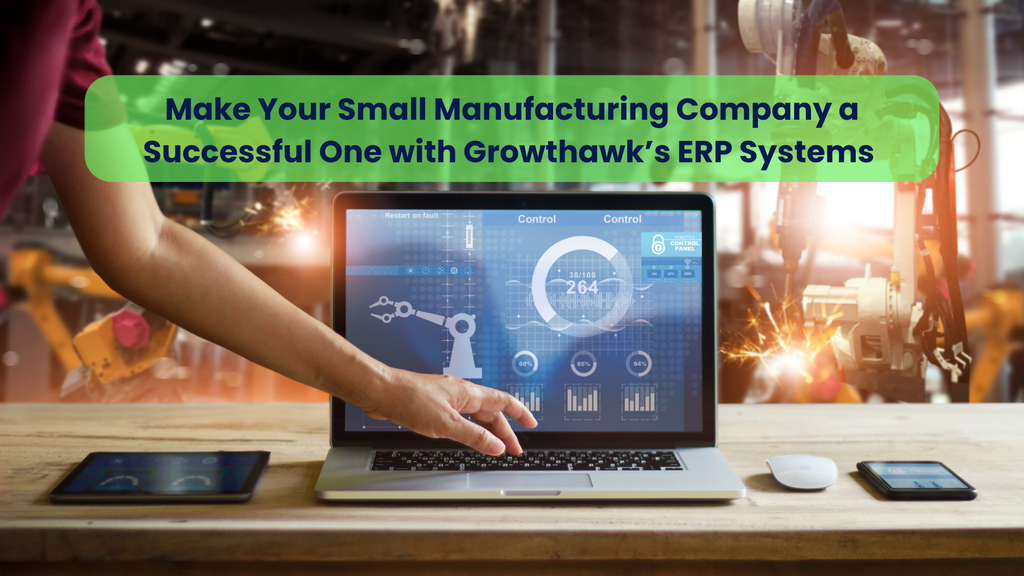 Make Your Small Manufacturing Company a
Successful One with Growthawk’s ERP Systems
Restart on fault
Control Control
CONTROL
PANEL
38/100
264
60% 85% 94%